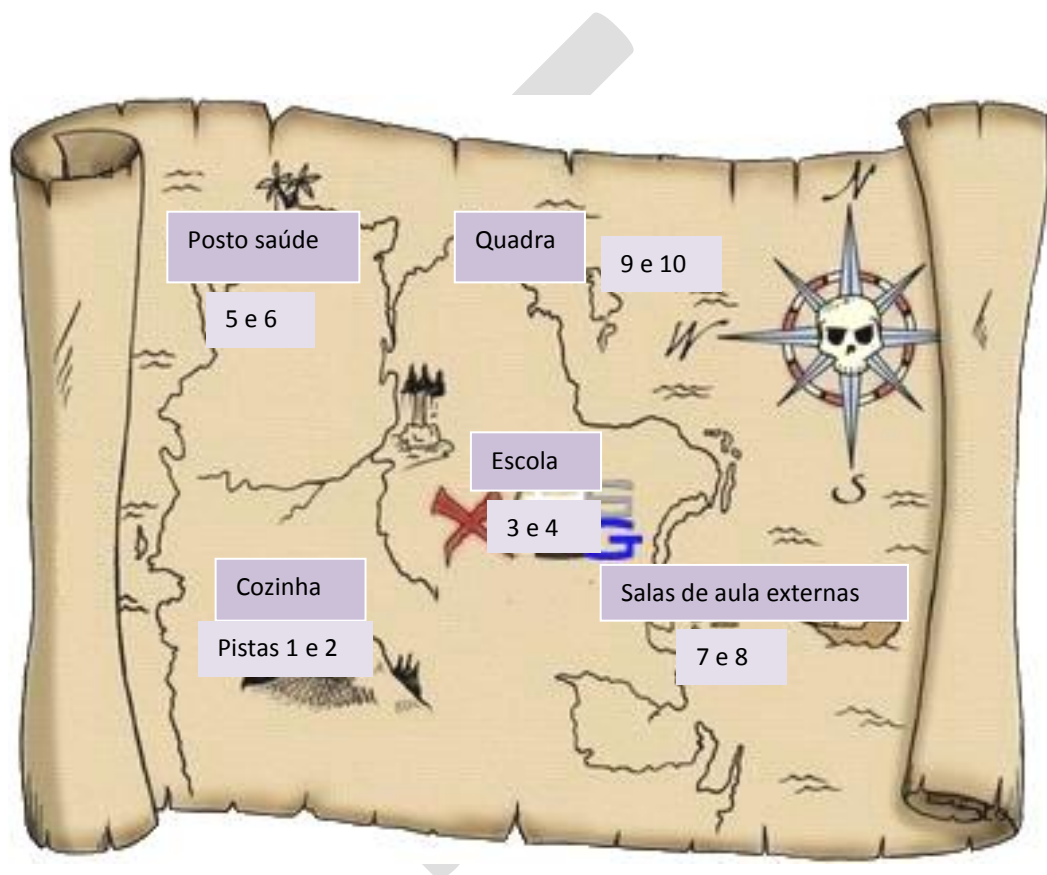 N
Posto saúde
Quadra
9 e 10
5 e 6
W
Escola
S
3 e 4
G
Cozinha
Salas de aula externas
Pistas 1 e 2
7 e 8